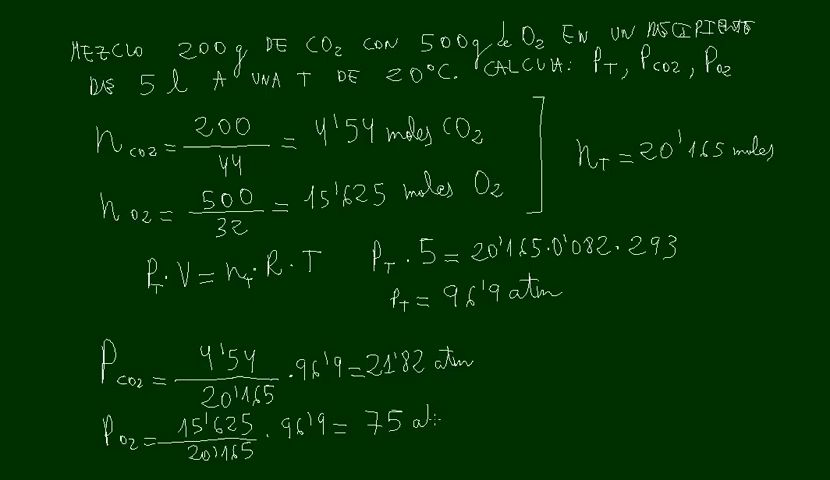 MEZCLO 200g DE CO2 CON 500g de O2 EN UN RECIPIENTE
DE 5 l A UNA T DE 20°C. CALCULA: PT, PCO2, PO2
nCO2 = 200/44 = 4'54 moles CO2
nO2 = 500/32 = 15'625 moles O2
nT = 20'165 moles
PT · V = nT · R · T
PT · 5 = 20'165 · 0'082 · 293
PT = 96'9 atm
PCO2 = 4'54/20'165 · 96'9 = 21'82 atm
PO2 = 15'625/20'165 · 96'9 = 75 at